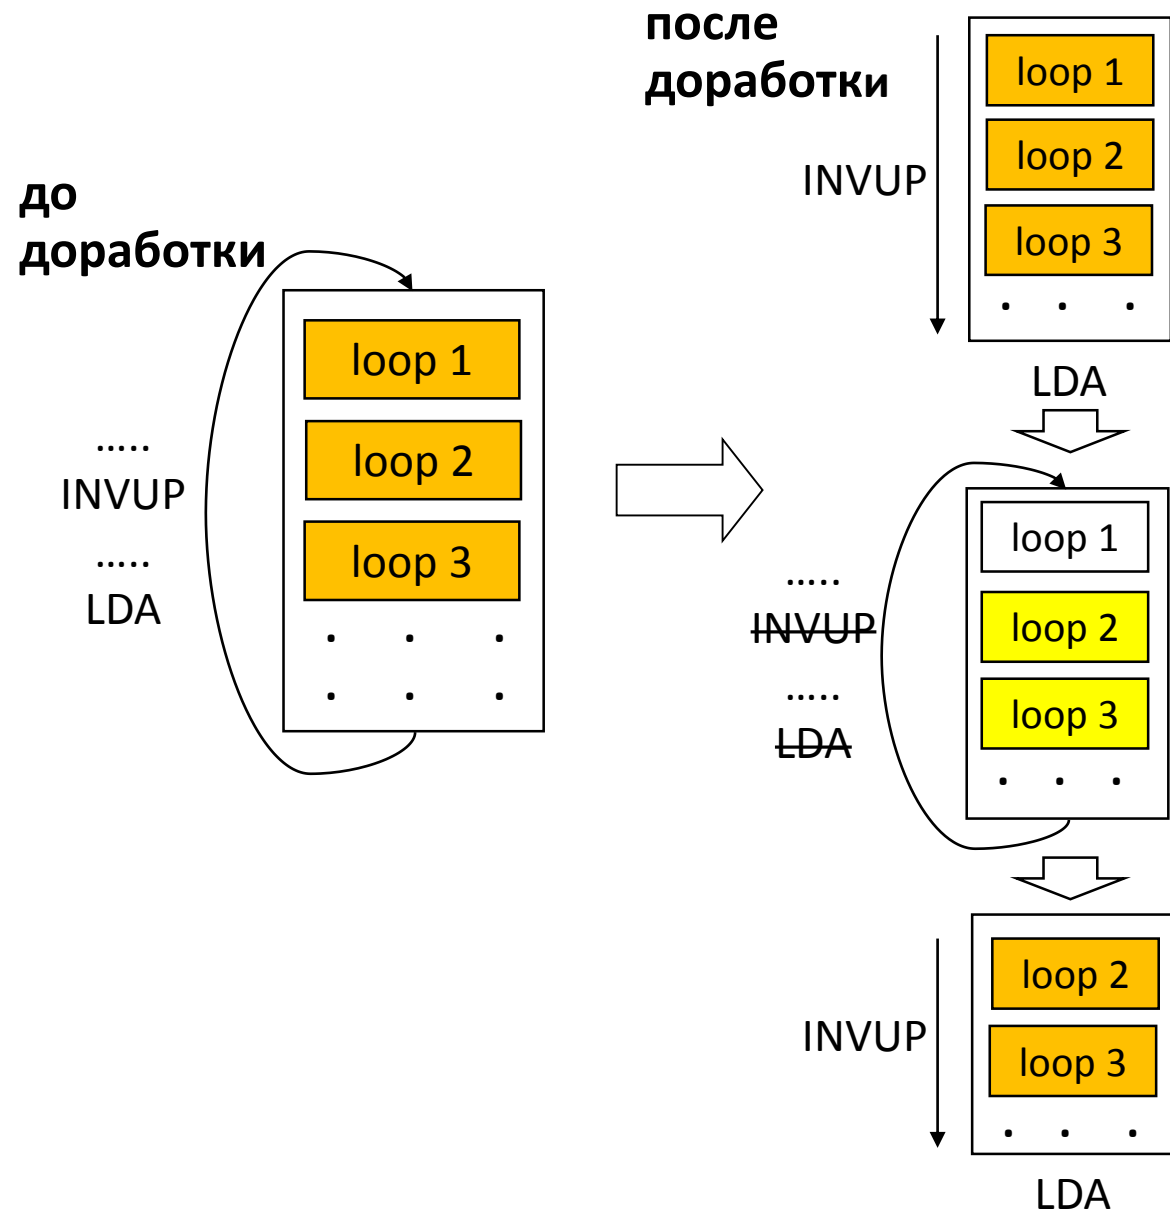 до
доработки
…..
INVUP
…..
LDA
loop 1
loop 2
loop 3
. . .
. . .
после
доработки
INVUP
loop 1
loop 2
loop 3
. . .
LDA
…..
INVUP
…..
LDA
loop 1
loop 2
loop 3
. . .
INVUP
loop 2
loop 3
. . .
LDA